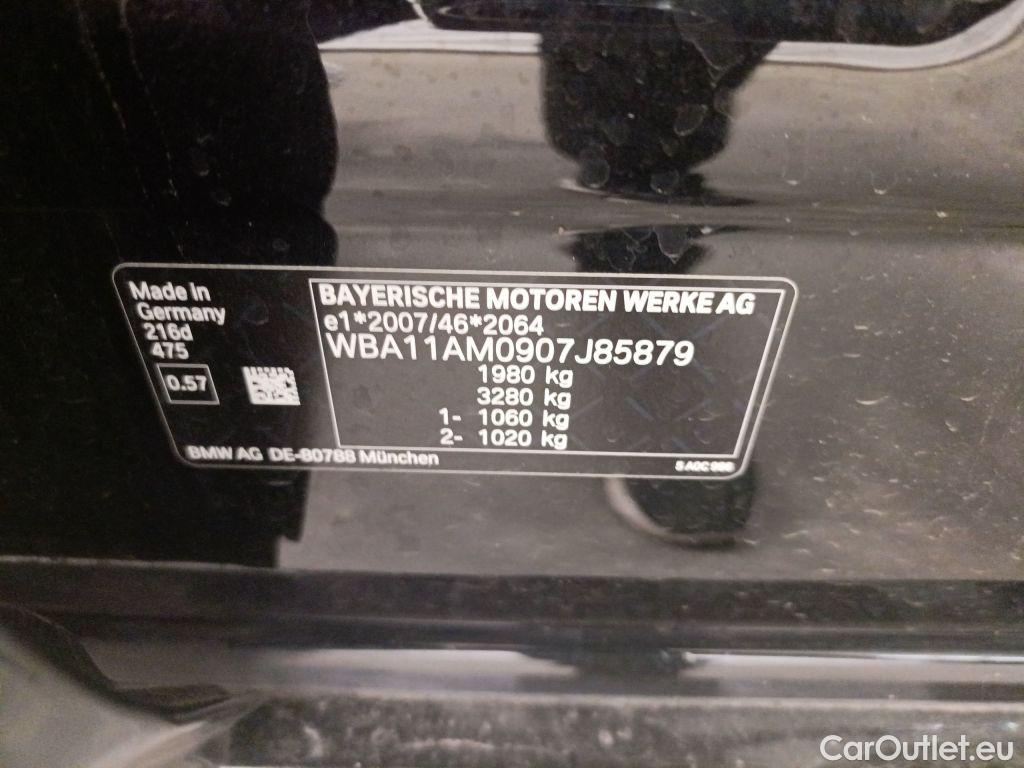 Made in
Germany
216d
475
0.57
BAYERISCHE MOTOREN WERKE AG
e1*2007/46*2064
WBA11AM0907J85879
1980 kg
3280 kg
1- 1060 kg
2- 1020 kg
BMW AG DE-80788 München
CarOutlet.eu